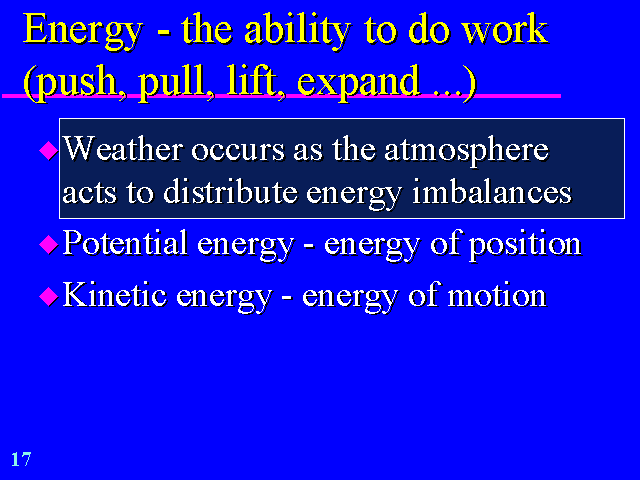 Energy - the ability to do work
(push, pull, lift, expand ...)
Weather occurs as the atmosphere
acts to distribute energy imbalances
Potential energy - energy of position
Kinetic energy - energy of motion
17